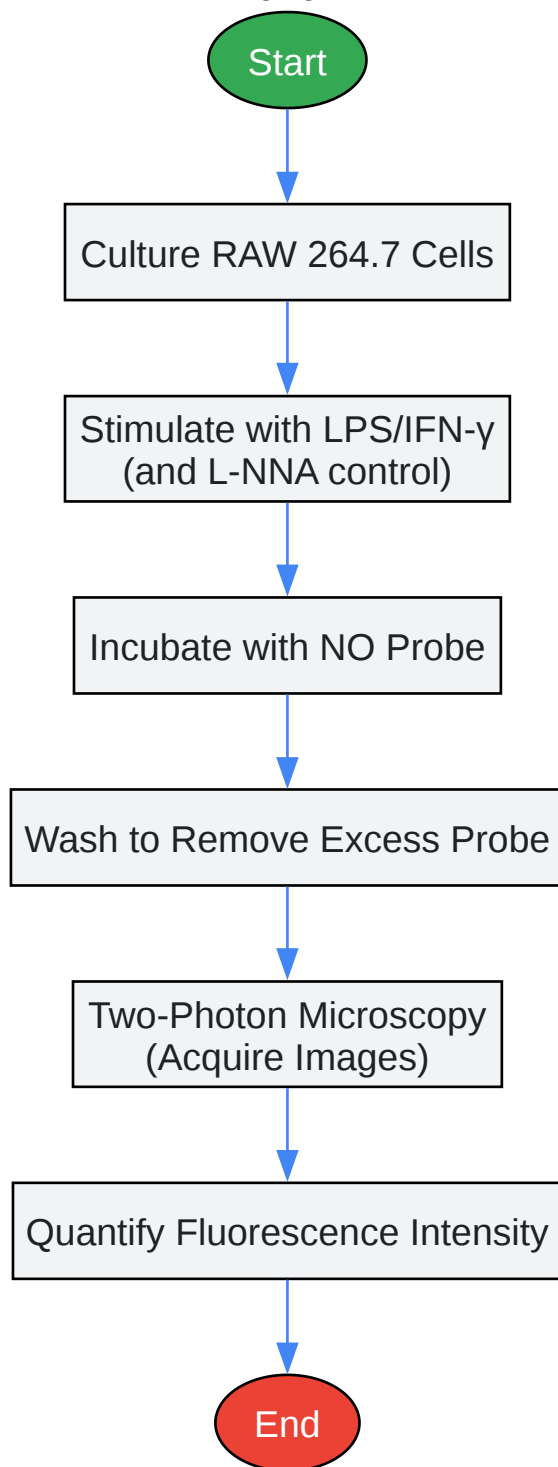 Start
Culture RAW 264.7 Cells
Stimulate with LPS/IFN-γ
(and L-NNA control)
Incubate with NO Probe
Wash to Remove Excess Probe
Two-Photon Microscopy
(Acquire Images)
Quantify Fluorescence Intensity
End